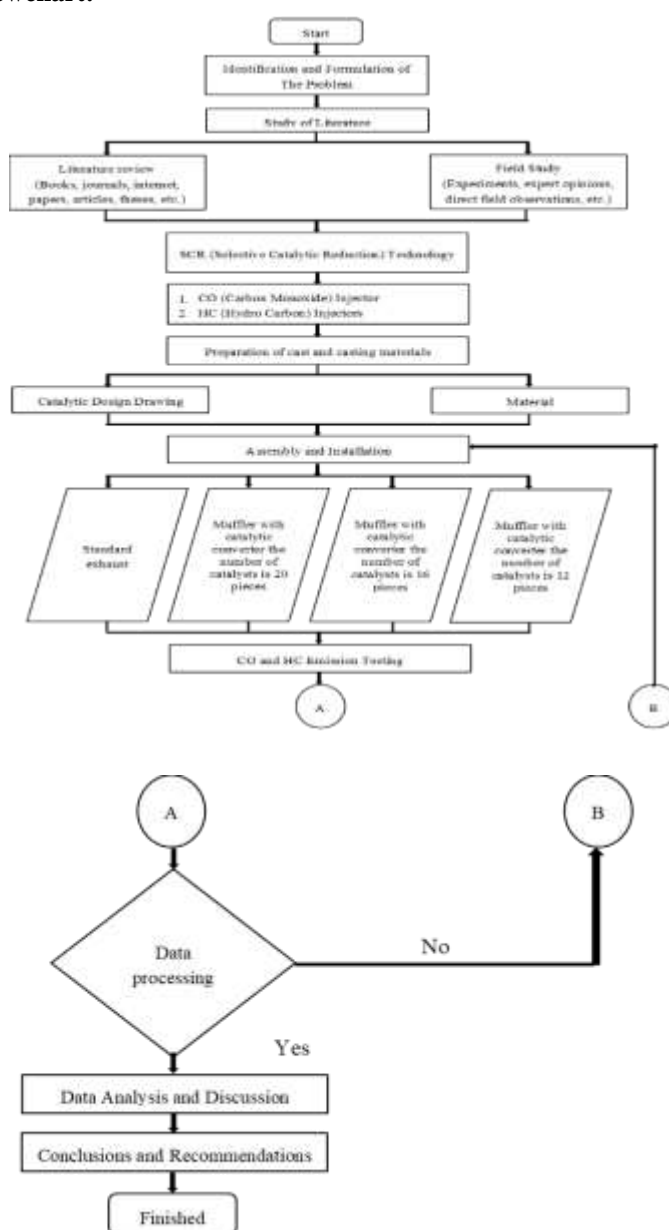 Start
Identification and Formulation of
The Problem
Study of Literature
Literature review
(Books, journals, internet,
papers, articles, theses, etc.)
Field Study
(Experiments, expert opinions,
direct field observations, etc.)
SCR (Selective Catalytic Reduction) Technology
1. CO (Carbon Monoxide) Injector
2. HC (Hydro Carbon) Injectors
Preparation of cast and casting materials
Catalytic Design Drawing
Material
Assembly and Installation
Standard
exhaust
Muffler with
catalytic
converter the
number of
catalysts is 20
pieces
Muffler with
catalytic
converter the
number of
catalysts is 16
pieces
Muffler with
catalytic
converter the
number of
catalysts is 12
pieces
CO and HC Emission Testing
A
B
A
B
Data
processing
No
Yes
Data Analysis and Discussion
Conclusions and Recommendations
Finished